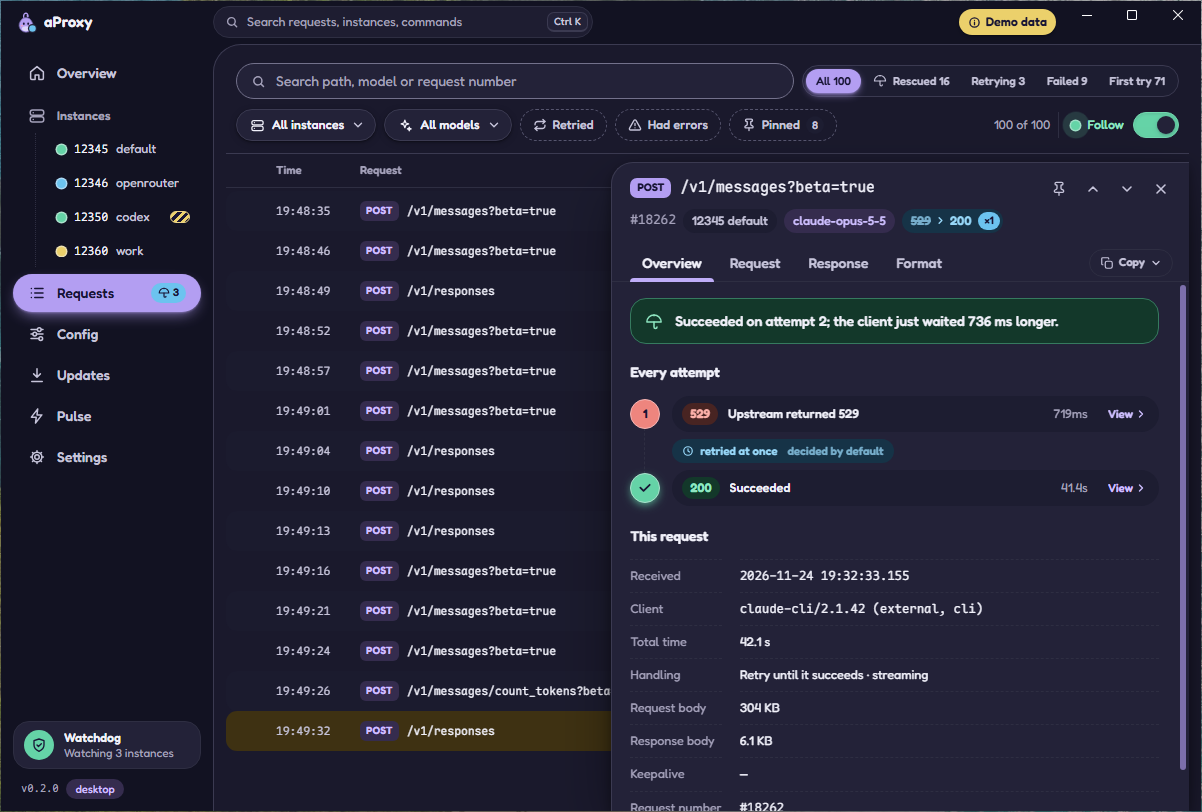 aProxy
Search requests, instances, commands
Ctrl K
Demo data
Overview
Instances
12345 default
12346 openrouter
12350 codex
12360 work
Requests 3
Config
Updates
Pulse
Settings
Watchdog
Watching 3 instances
v0.2.0 desktop
Search path, model or request number
All 100 Rescued 16 Retrying 3 Failed 9 First try 71
All instances All models Retried Had errors Pinned 8
100 of 100 Follow
Time Request
19:48:35 POST /v1/messages?beta=true
19:48:46 POST /v1/messages?beta=true
19:48:49 POST /v1/responses
19:48:52 POST /v1/messages?beta=true
19:48:57 POST /v1/messages?beta=true
19:49:01 POST /v1/messages?beta=true
19:49:04 POST /v1/responses
19:49:10 POST /v1/responses
19:49:13 POST /v1/responses
19:49:16 POST /v1/messages?beta=true
19:49:21 POST /v1/messages?beta=true
19:49:24 POST /v1/messages?beta=true
19:49:26 POST /v1/messages/count_tokens?beta
19:49:32 POST /v1/responses
POST /v1/messages?beta=true
#18262 12345 default claude-opus-5-5 529 > 200 x1
Overview Request Response Format Copy
Succeeded on attempt 2; the client just waited 736 ms longer.
Every attempt
1 529 Upstream returned 529 719ms View >
retried at once decided by default
200 Succeeded 41.4s View >
This request
Received 2026-11-24 19:32:33.155
Client claude-cli/2.1.42 (external, cli)
Total time 42.1 s
Handling Retry until it succeeds · streaming
Request body 304 KB
Response body 6.1 KB
Keepalive —
Request number #18262